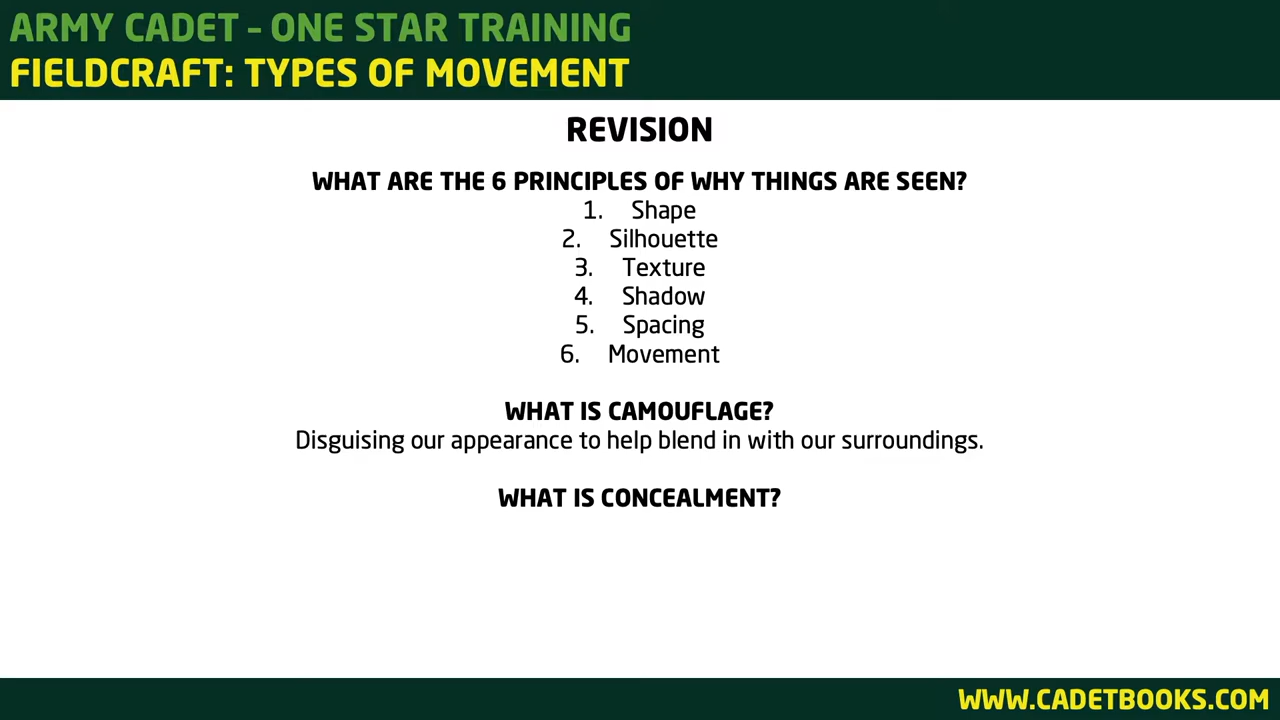 ARMY CADET – ONE STAR TRAINING
FIELDCRAFT: TYPES OF MOVEMENT
REVISION
WHAT ARE THE 6 PRINCIPLES OF WHY THINGS ARE SEEN?
1. Shape
2. Silhouette
3. Texture
4. Shadow
5. Spacing
6. Movement
WHAT IS CAMOUFLAGE?
Disguising our appearance to help blend in with our surroundings.
WHAT IS CONCEALMENT?
WWW.CADETBOOKS.COM